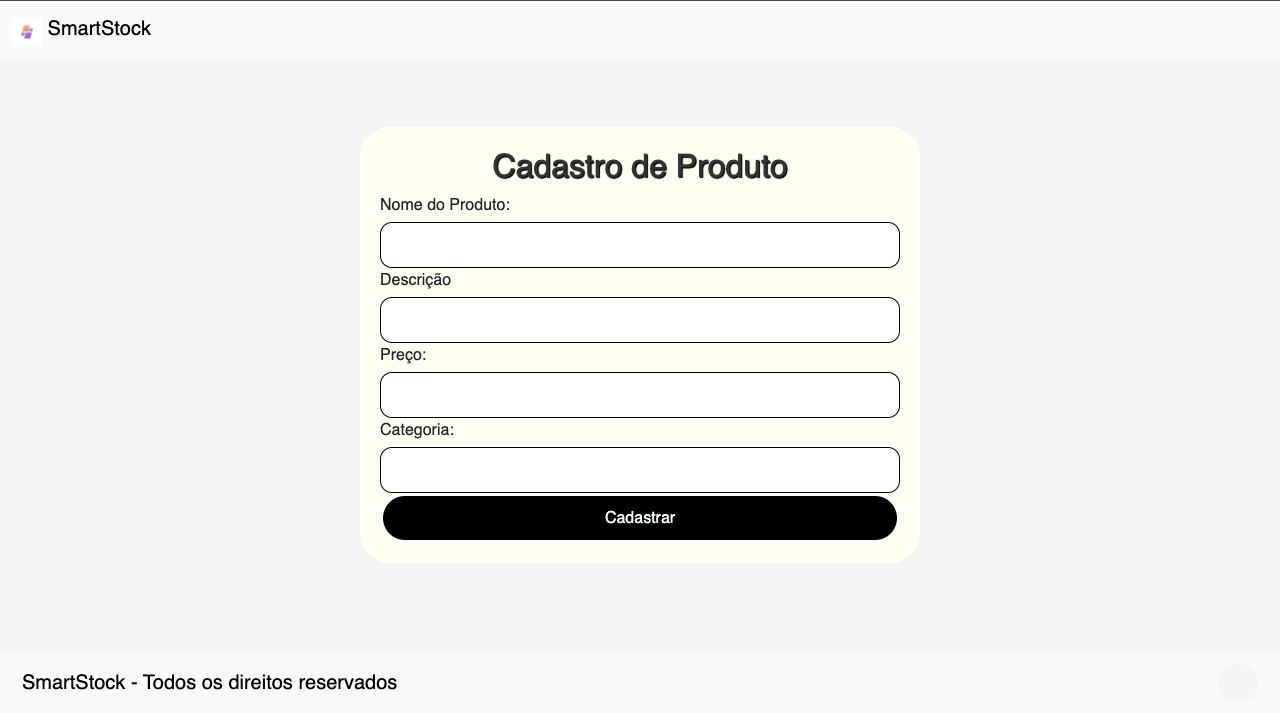 SmartStock
Cadastro de Produto
Nome do Produto:
Descrição
Preço:
Categoria:
Cadastrar
SmartStock - Todos os direitos reservados